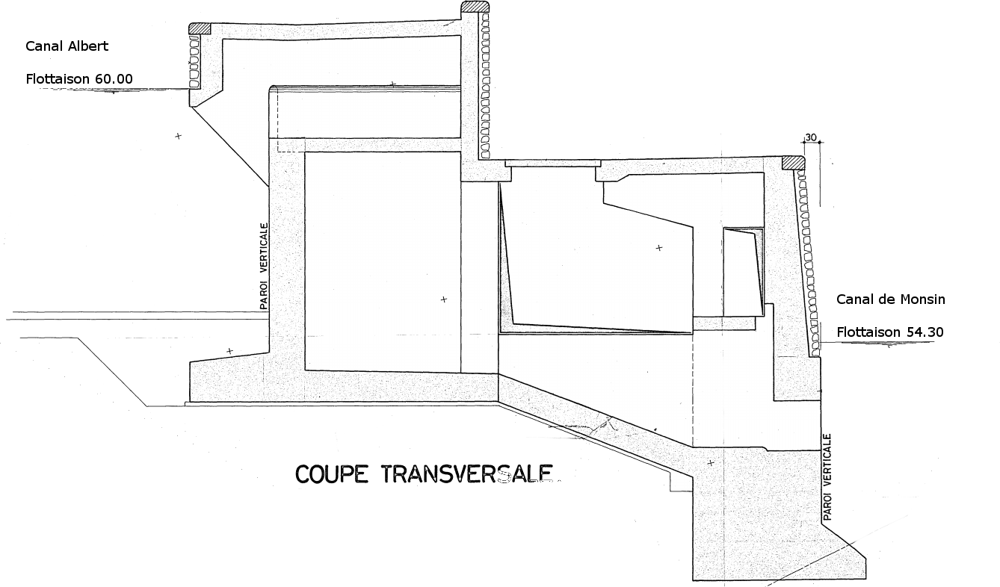 Canal Albert
Flottaison 60.00
30
PAROI VERTICALE
Canal de Monsin
Flottaison 54.30
COUPE TRANSVERSALE
PAROI VERTICALE